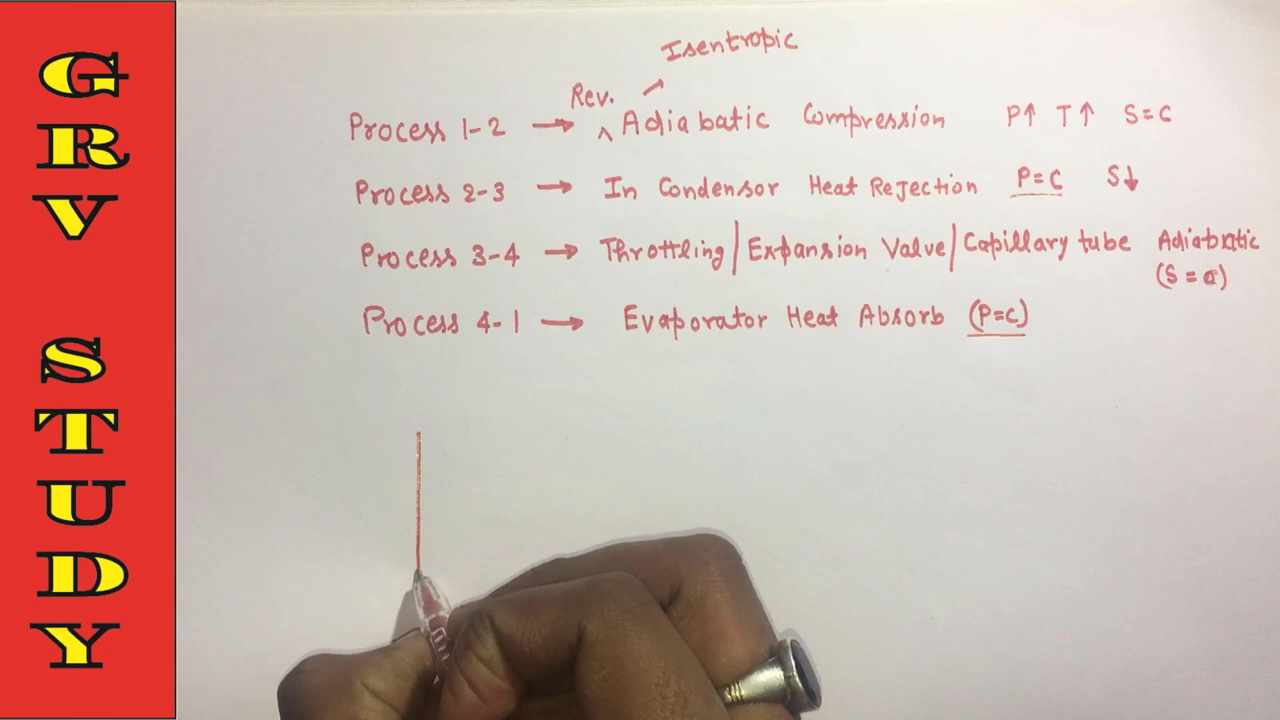 GRV STUDY
Isentropic
Rev.
Process 1-2 → ^ Adiabatic Compression P↑ T↑ S=C
Process 2-3 → In Condensor Heat Rejection P=C S↓
Process 3-4 → Throttling/Expansion Valve/Capillary tube Adiabatic
(S = )
Process 4-1 → Evaporator Heat Absorb (P=C)